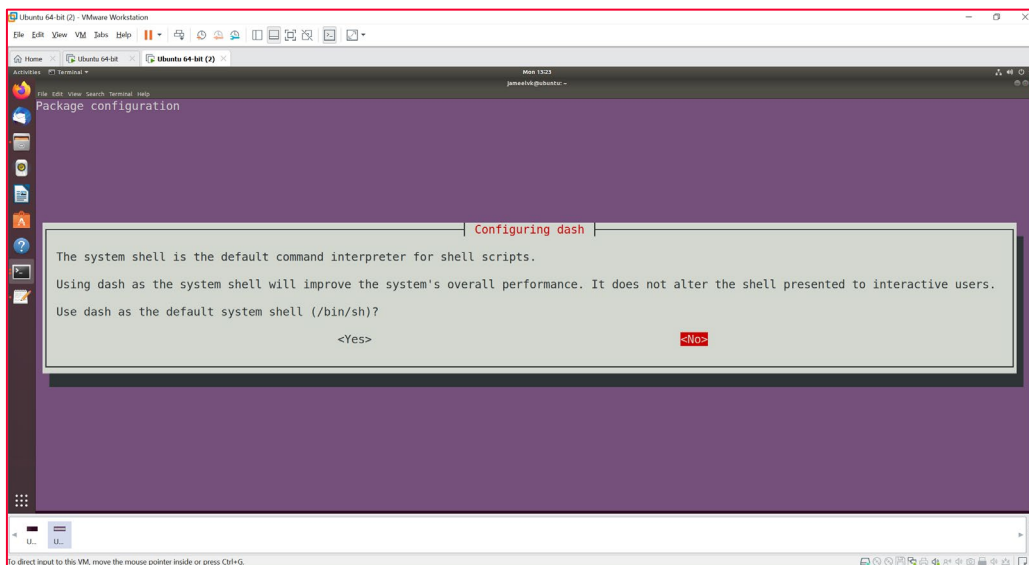 Ubuntu 64-bit (2) - VMware Workstation
File Edit View VM Tabs Help
Home Ubuntu 64-bit Ubuntu 64-bit (2)
Activities Terminal Mon 15:23
jameelvk@ubuntu: ~
File Edit View Search Terminal Help
Package configuration
Configuring dash
The system shell is the default command interpreter for shell scripts.
Using dash as the system shell will improve the system's overall performance. It does not alter the shell presented to interactive users.
Use dash as the default system shell (/bin/sh)?
<Yes> <No>
U... U...
To direct input to this VM, move the mouse pointer inside or press Ctrl+G.